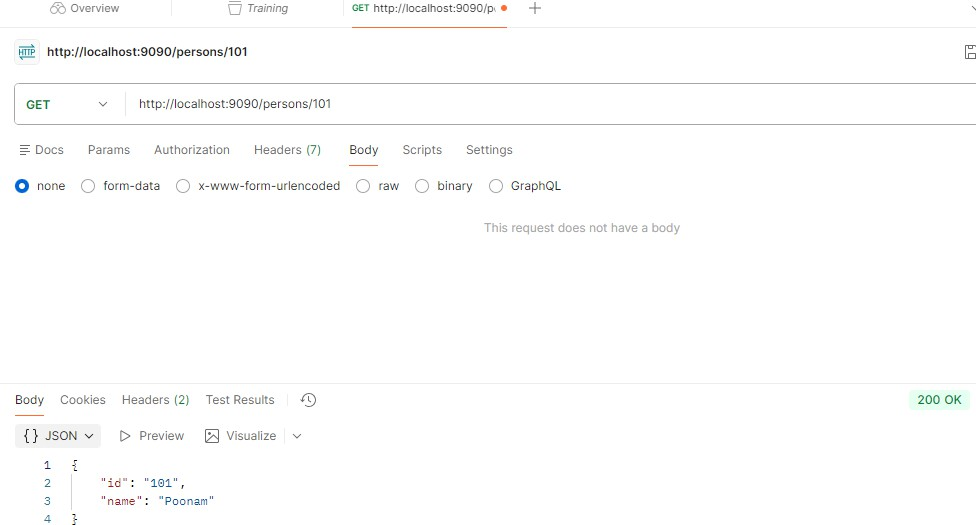 Overview Training GET http://localhost:9090/p
HTTP http://localhost:9090/persons/101
GET http://localhost:9090/persons/101
Docs Params Authorization Headers (7) Body Scripts Settings
none form-data x-www-form-urlencoded raw binary GraphQL
This request does not have a body
Body Cookies Headers (2) Test Results 200 OK
{} JSON Preview Visualize
1 {
2 "id": "101",
3 "name": "Poonam"
4 }